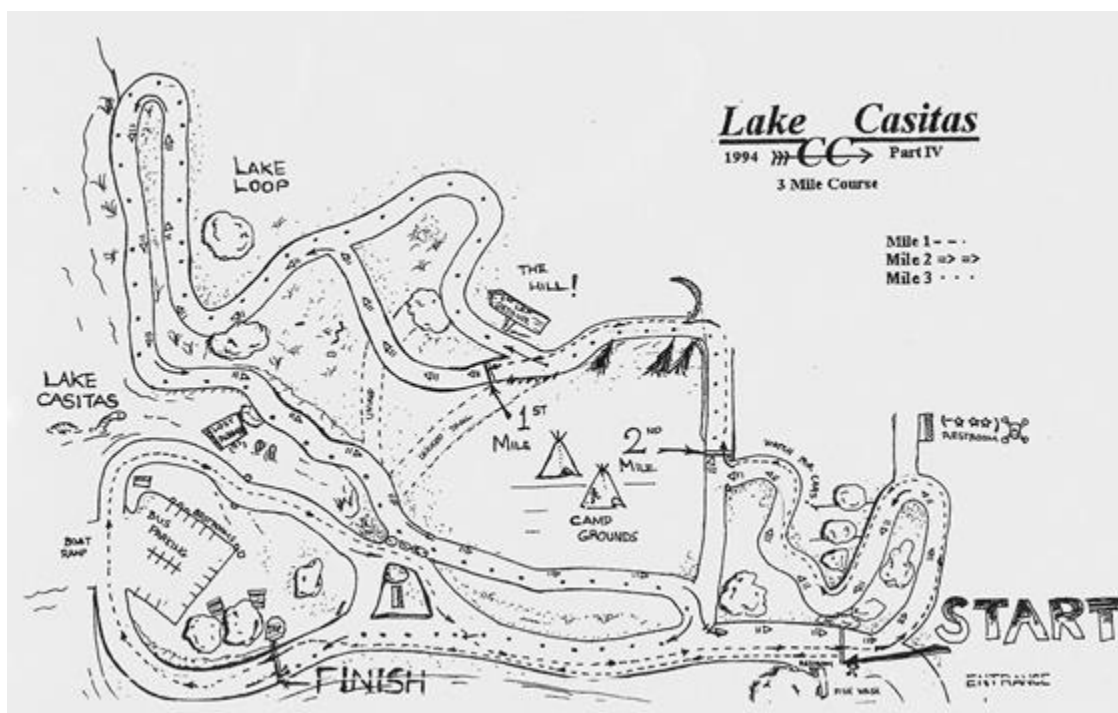 Lake Casitas
1994 CC Part IV
3 Mile Course
Mile 1 - - ·
Mile 2 => =>
Mile 3 · · ·
LAKE
LOOP
THE
HILL!
LAKE
CASITAS
1ST
MILE
2ND
MILE
CAMP
GROUNDS
(-☆☆☆)
RESTROOM
BOAT
RAMP
BUS
PARKING
START
ENTRANCE
FINISH